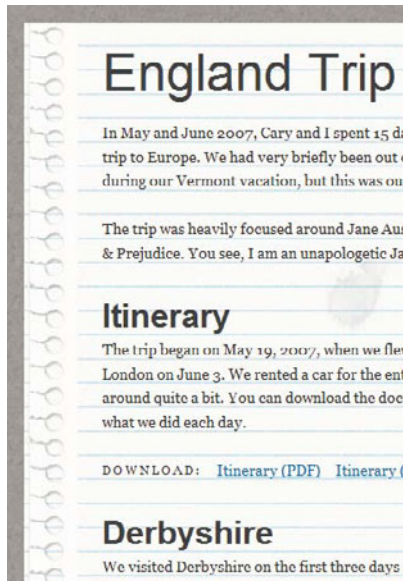 England Trip
In May and June 2007, Cary and I spent 15 da
trip to Europe. We had very briefly been out
during our Vermont vacation, but this was ou
The trip was heavily focused around Jane Aus
& Prejudice. You see, I am an unapologetic Ja
Itinerary
The trip began on May 19, 2007, when we flew
London on June 3. We rented a car for the ent
around quite a bit. You can download the doc
what we did each day.
DOWNLOAD: Itinerary (PDF) Itinerary (
Derbyshire
We visited Derbyshire on the first three days